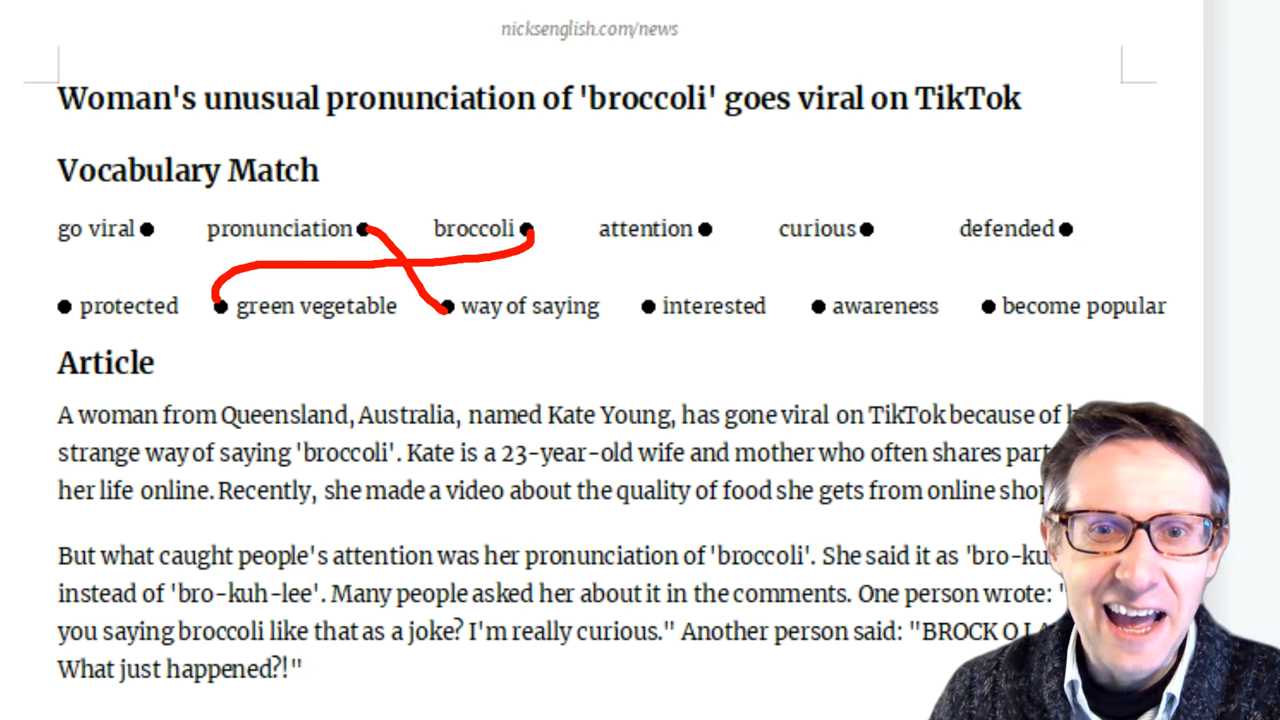 nicksenglish.com/news
Woman's unusual pronunciation of 'broccoli' goes viral on TikTok
Vocabulary Match
go viral pronunciation broccoli attention curious defended
protected green vegetable way of saying interested awareness become popular
Article
A woman from Queensland, Australia, named Kate Young, has gone viral on TikTok because of
strange way of saying 'broccoli'. Kate is a 23-year-old wife and mother who often shares
her life online. Recently, she made a video about the quality of food she gets from online
But what caught people's attention was her pronunciation of 'broccoli'. She said it as
instead of 'bro-kuh-lee'. Many people asked her about it in the comments. One person wrote:
you saying broccoli like that as a joke? I'm really curious." Another person said: "BROCK O
What just happened?!"